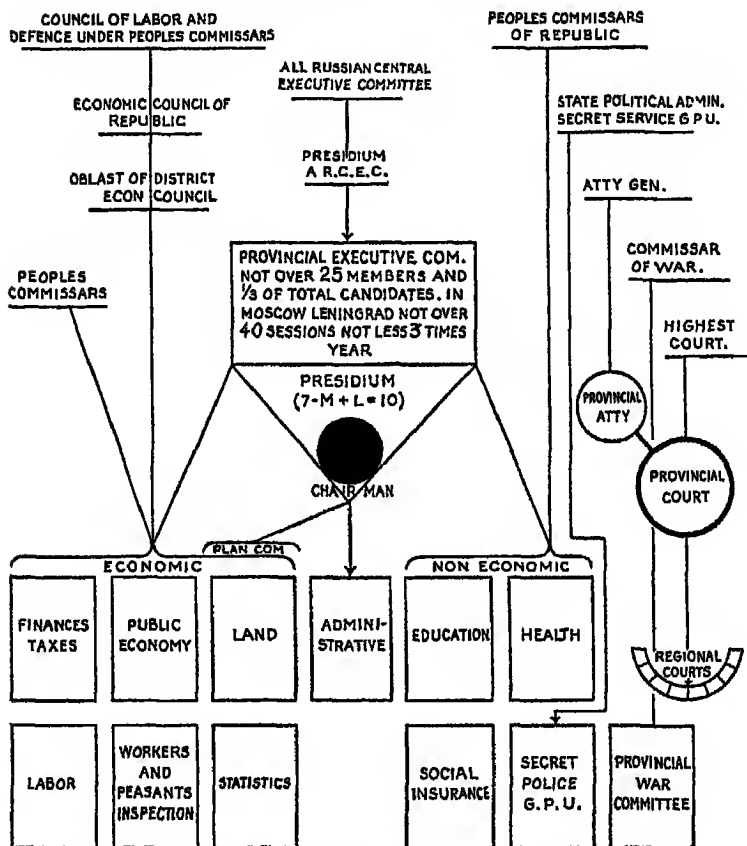 COUNCIL OF LABOR AND
DEFENCE UNDER PEOPLES COMMISSARS
PEOPLES COMMISSARS
OF REPUBLIC
ALL RUSSIAN CENTRAL
EXECUTIVE COMMITTEE
ECONOMIC COUNCIL OF
REPUBLIC
STATE POLITICAL ADMIN.
SECRET SERVICE G P U.
PRESIDIUM
A R.C.E.C.
OBLAST OF DISTRICT
ECON COUNCIL
ATTY GEN.
PEOPLES
COMMISSARS
PROVINCIAL EXECUTIVE COM.
NOT OVER 25 MEMBERS AND
1/3 OF TOTAL CANDIDATES. IN
MOSCOW LENINGRAD NOT OVER
40 SESSIONS NOT LESS 3 TIMES
YEAR
COMMISSAR
OF WAR.
HIGHEST
COURT.
PRESIDIUM
(7-M + L = 10)
CHAIR MAN
PROVINCIAL
ATTY
PROVINCIAL
COURT
PLAN COM
ECONOMIC
NON ECONOMIC
FINANCES
TAXES
PUBLIC
ECONOMY
LAND
ADMINI-
STRATIVE
EDUCATION
HEALTH
REGIONAL
COURTS
LABOR
WORKERS
AND
PEASANTS
INSPECTION
STATISTICS
SOCIAL
INSURANCE
SECRET
POLICE
G.P.U.
PROVINCIAL
WAR
COMMITTEE